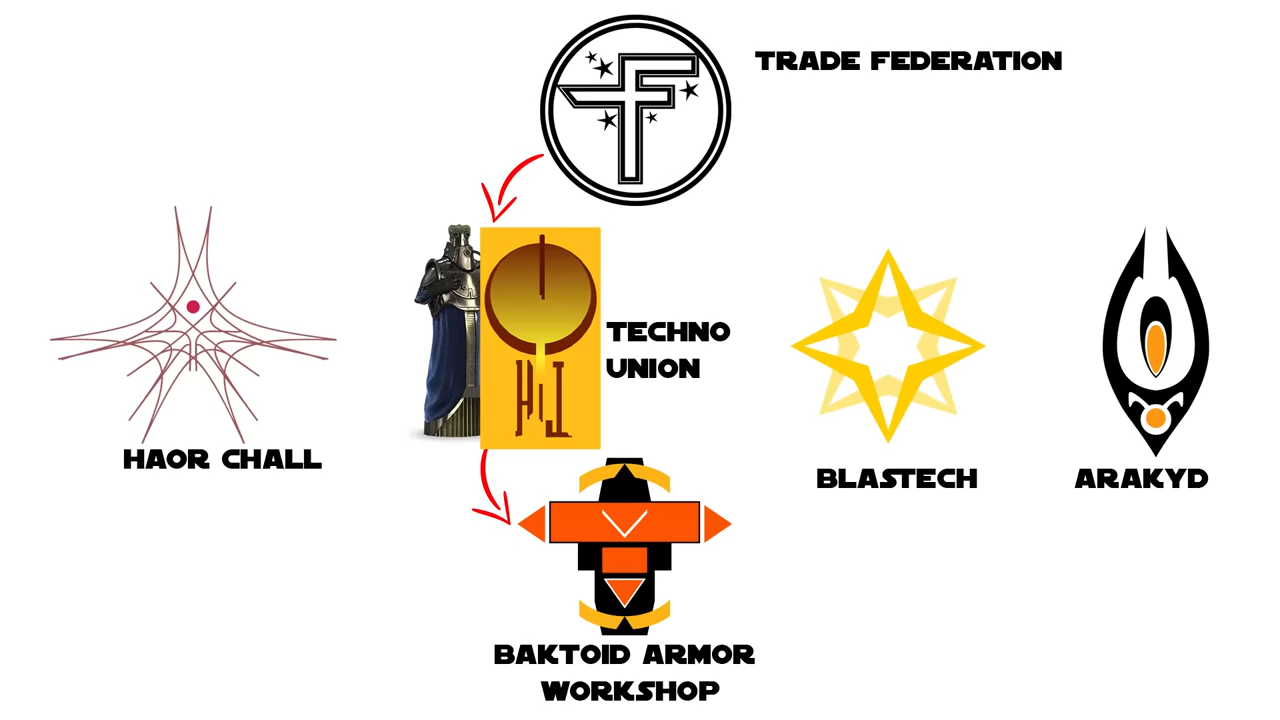 TRADE FEDERATION
TECHNO
UNION
HAOR CHALL
BLASTECH
ARAKYD
BAKTOID ARMOR
WORKSHOP